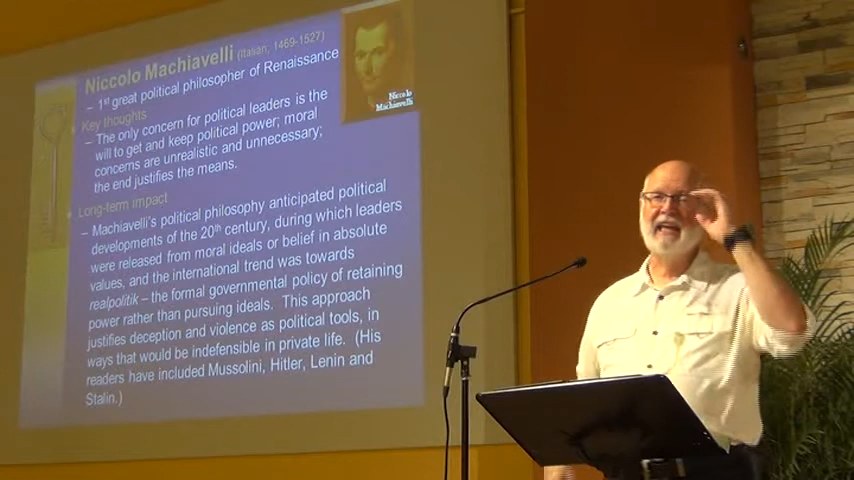 Niccolo Machiavelli (Italian, 1469-1527)
– 1st great political philosopher of Renaissance
Key thoughts
– The only concern for political leaders is the
will to get and keep political power; moral
concerns are unrealistic and unnecessary;
the end justifies the means.
Long-term impact
– Machiavelli's political philosophy anticipated political
developments of the 20th century, during which leaders
were released from moral ideals or belief in absolute
values, and the international trend was towards
realpolitik – the formal governmental policy of retaining
power rather than pursuing ideals. This approach
justifies deception and violence as political tools, in
ways that would be indefensible in private life. (His
readers have included Mussolini, Hitler, Lenin and
Stalin.)
Niccolo
Machiavelli